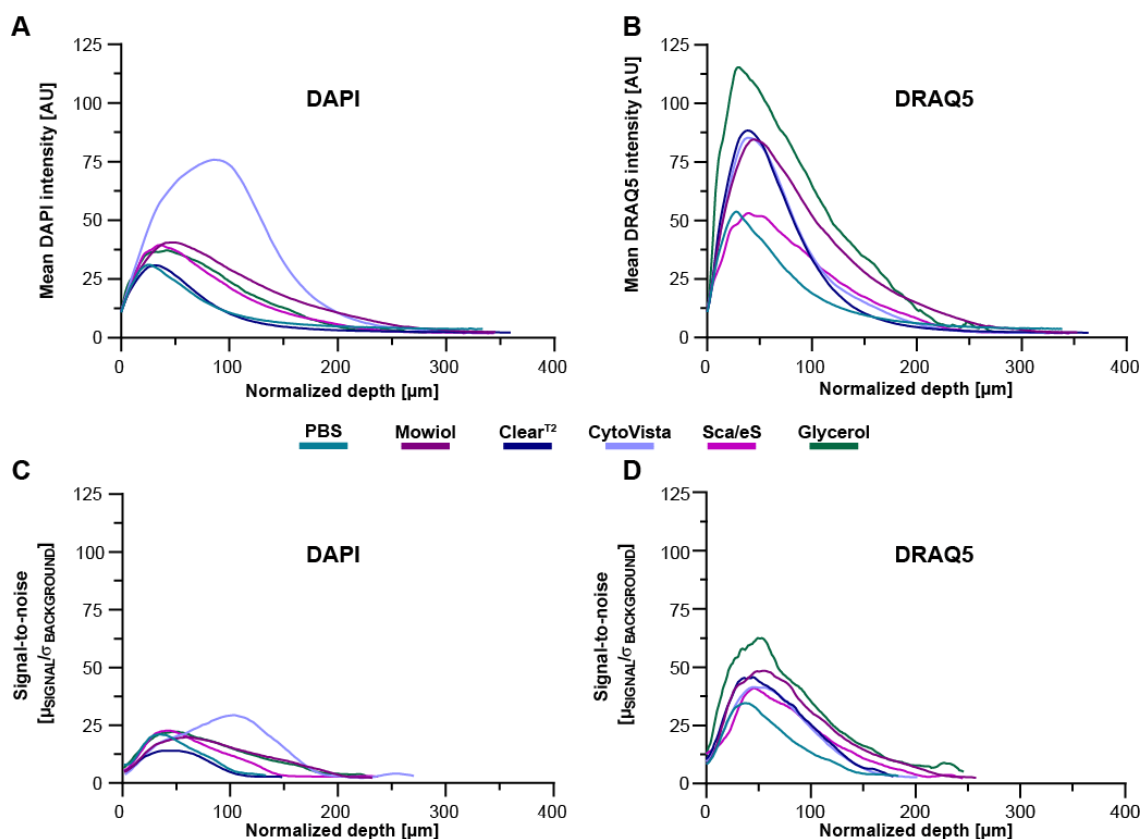 A
B
125
100
75
50
25
0
Mean DAPI intensity [AU]
DAPI
0
100
200
300
400
Normalized depth [µm]
125
100
75
50
25
0
Mean DRAQ5 intensity [AU]
DRAQ5
0
100
200
300
400
Normalized depth [µm]
PBS Mowiol Clearᵀ² CytoVista Sca/eS Glycerol
C
D
125
100
75
50
25
0
Signal-to-noise
[µSIGNAL/σ BACKGROUND]
DAPI
0
100
200
300
400
Normalized depth [µm]
125
100
75
50
25
0
Signal-to-noise
[µSIGNAL/σ BACKGROUND]
DRAQ5
0
100
200
300
400
Normalized depth [µm]